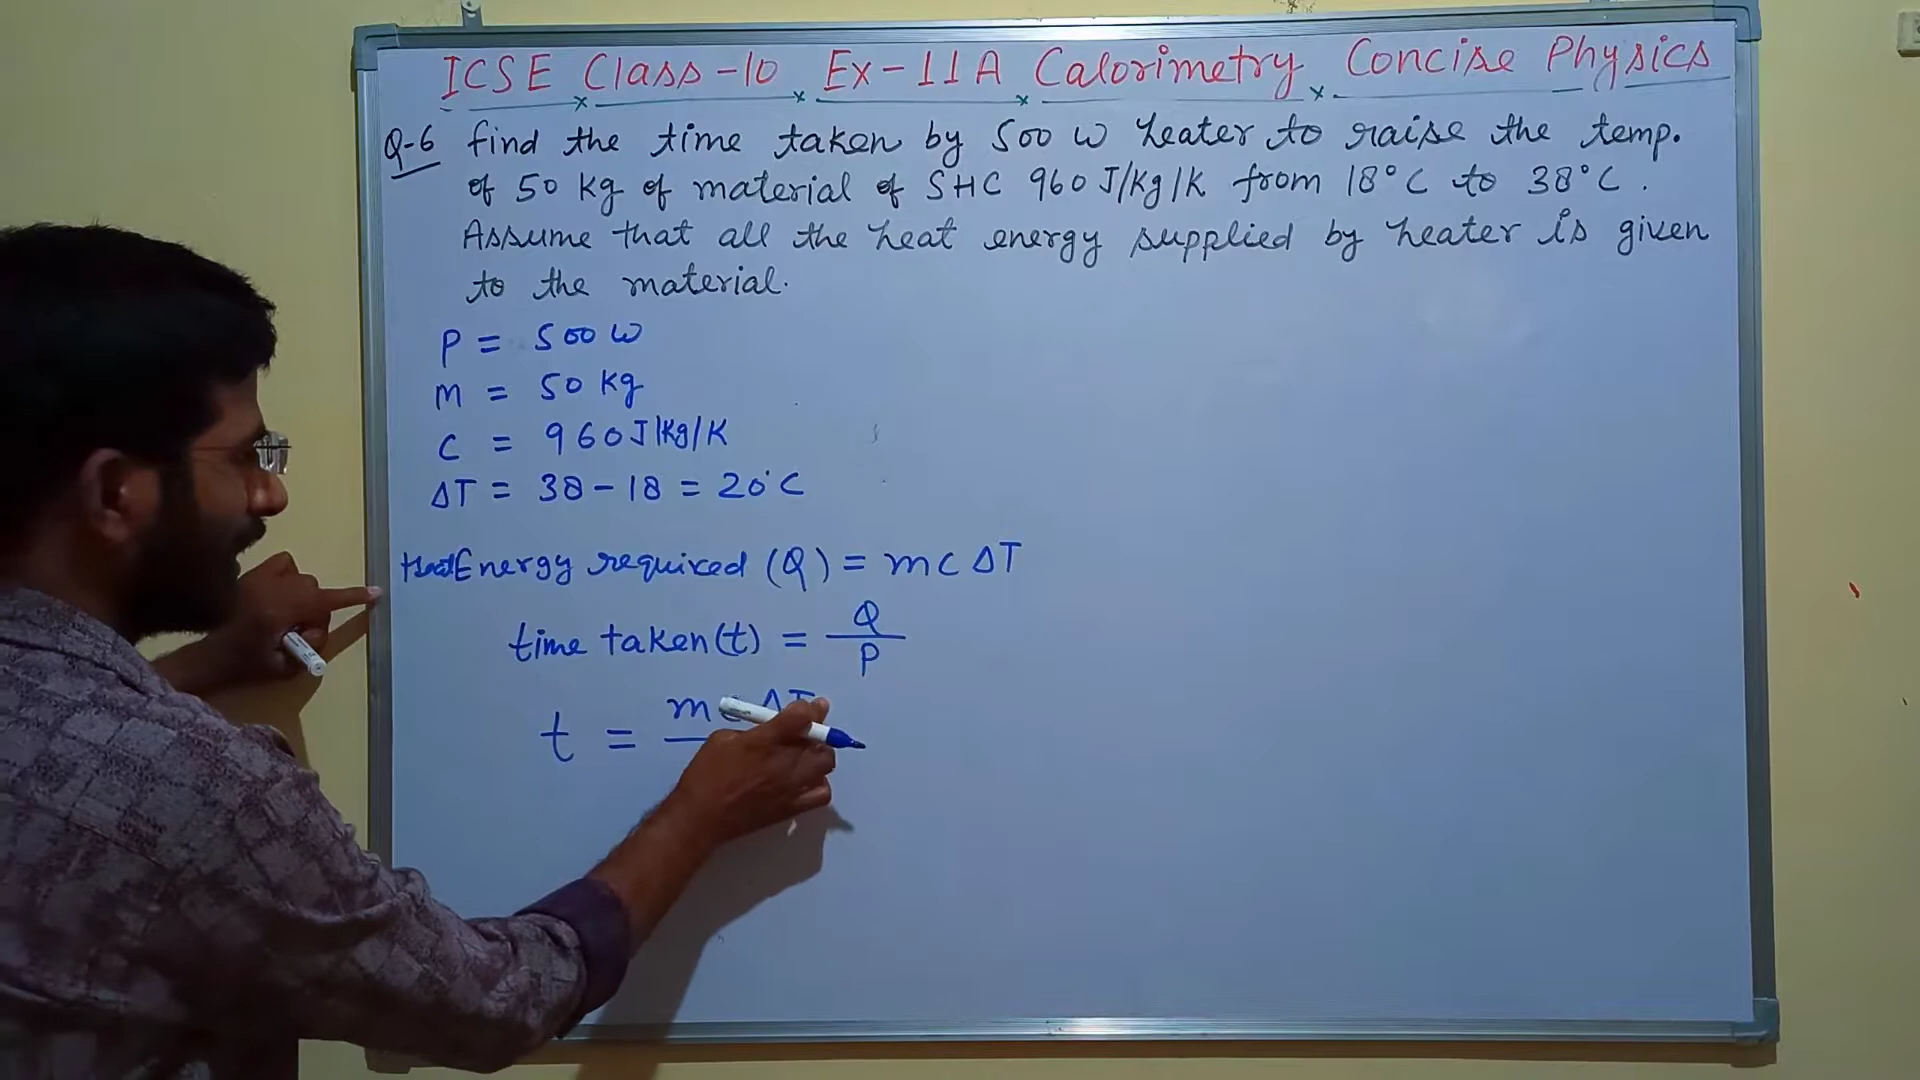 ICSE Class-10 Ex-11A Calorimetry Concise Physics
Q-6 find the time taken by 500 W heater to raise the temp.
of 50 kg of material of SHC 960 J/kg/K from 18°C to 38°C.
Assume that all the heat energy supplied by heater is given
to the material.
P = 500 W
m = 50 kg
C = 960 J/kg/K
ΔT = 38 - 18 = 20°C
Heat Energy required (Q) = m c ΔT
time taken (t) = Q
P
t = m c ΔT